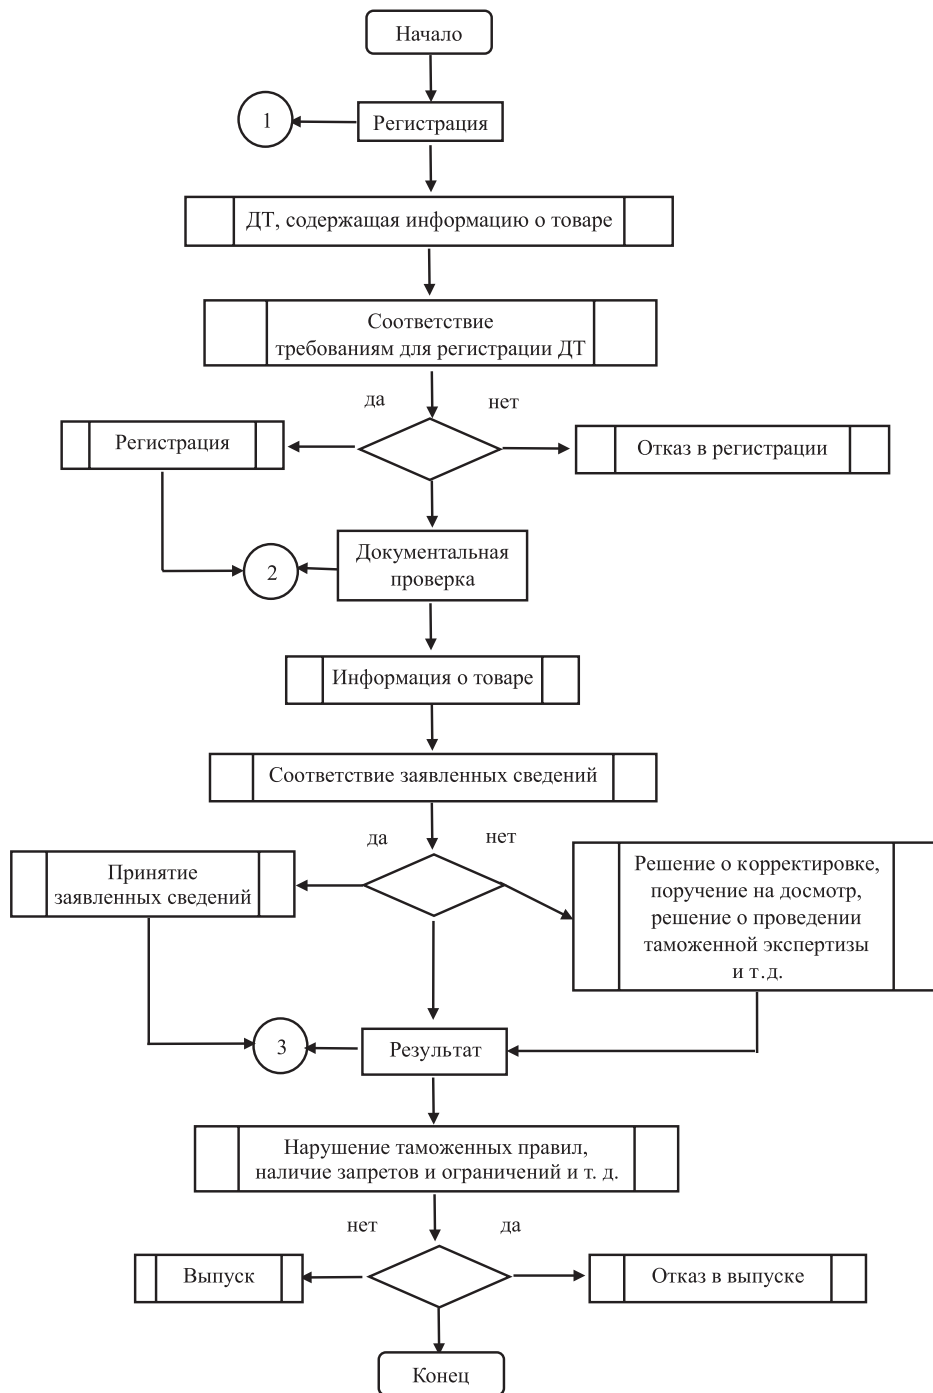 Начало
1
Регистрация
ДТ, содержащая информацию о товаре
Соответствие
требованиям для регистрации ДТ
да
нет
Регистрация
Отказ в регистрации
2
Документальная
проверка
Информация о товаре
Соответствие заявленных сведений
да
нет
Принятие
заявленных сведений
Решение о корректировке,
поручение на досмотр,
решение о проведении
таможенной экспертизы
и т.д.
3
Результат
Нарушение таможенных правил,
наличие запретов и ограничений и т. д.
нет
да
Выпуск
Отказ в выпуске
Конец